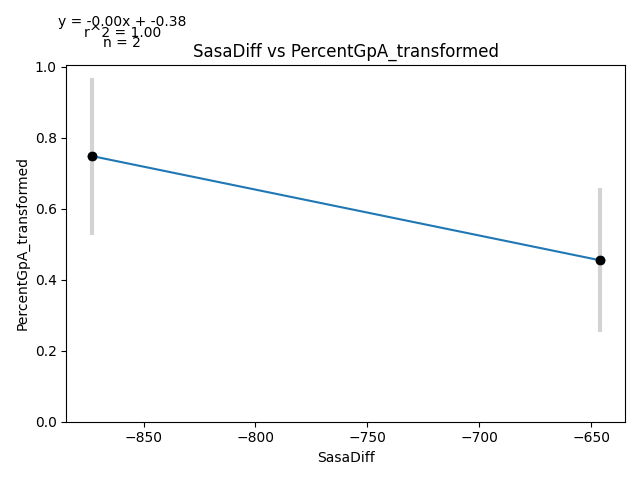 y = -0.00x + -0.38
r^2 = 1.00
n = 2
SasaDiff vs PercentGpA_transformed
1.0
0.8
0.6
0.4
0.2
0.0
PercentGpA_transformed
−850
−800
−750
−700
−650
SasaDiff